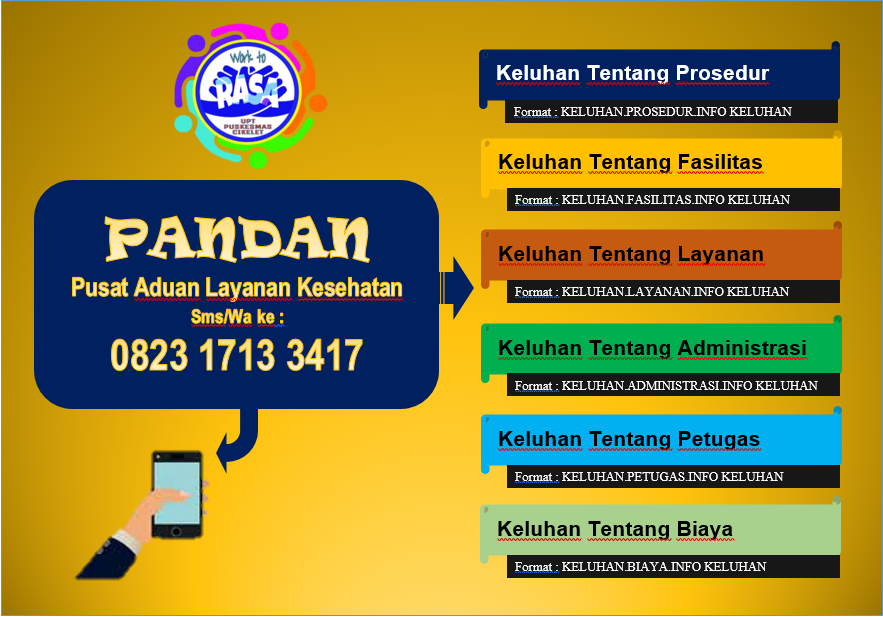 Work to
RASA
UPT
PUSKESMAS
CIKELET
PANDAN
Pusat Aduan Layanan Kesehatan
Sms/Wa ke :
0823 1713 3417
Keluhan Tentang Prosedur
Format : KELUHAN.PROSEDUR.INFO KELUHAN
Keluhan Tentang Fasilitas
Format : KELUHAN.FASILITAS.INFO KELUHAN
Keluhan Tentang Layanan
Format : KELUHAN.LAYANAN.INFO KELUHAN
Keluhan Tentang Administrasi
Format : KELUHAN.ADMINISTRASI.INFO KELUHAN
Keluhan Tentang Petugas
Format : KELUHAN.PETUGAS.INFO KELUHAN
Keluhan Tentang Biaya
Format : KELUHAN.BIAYA.INFO KELUHAN